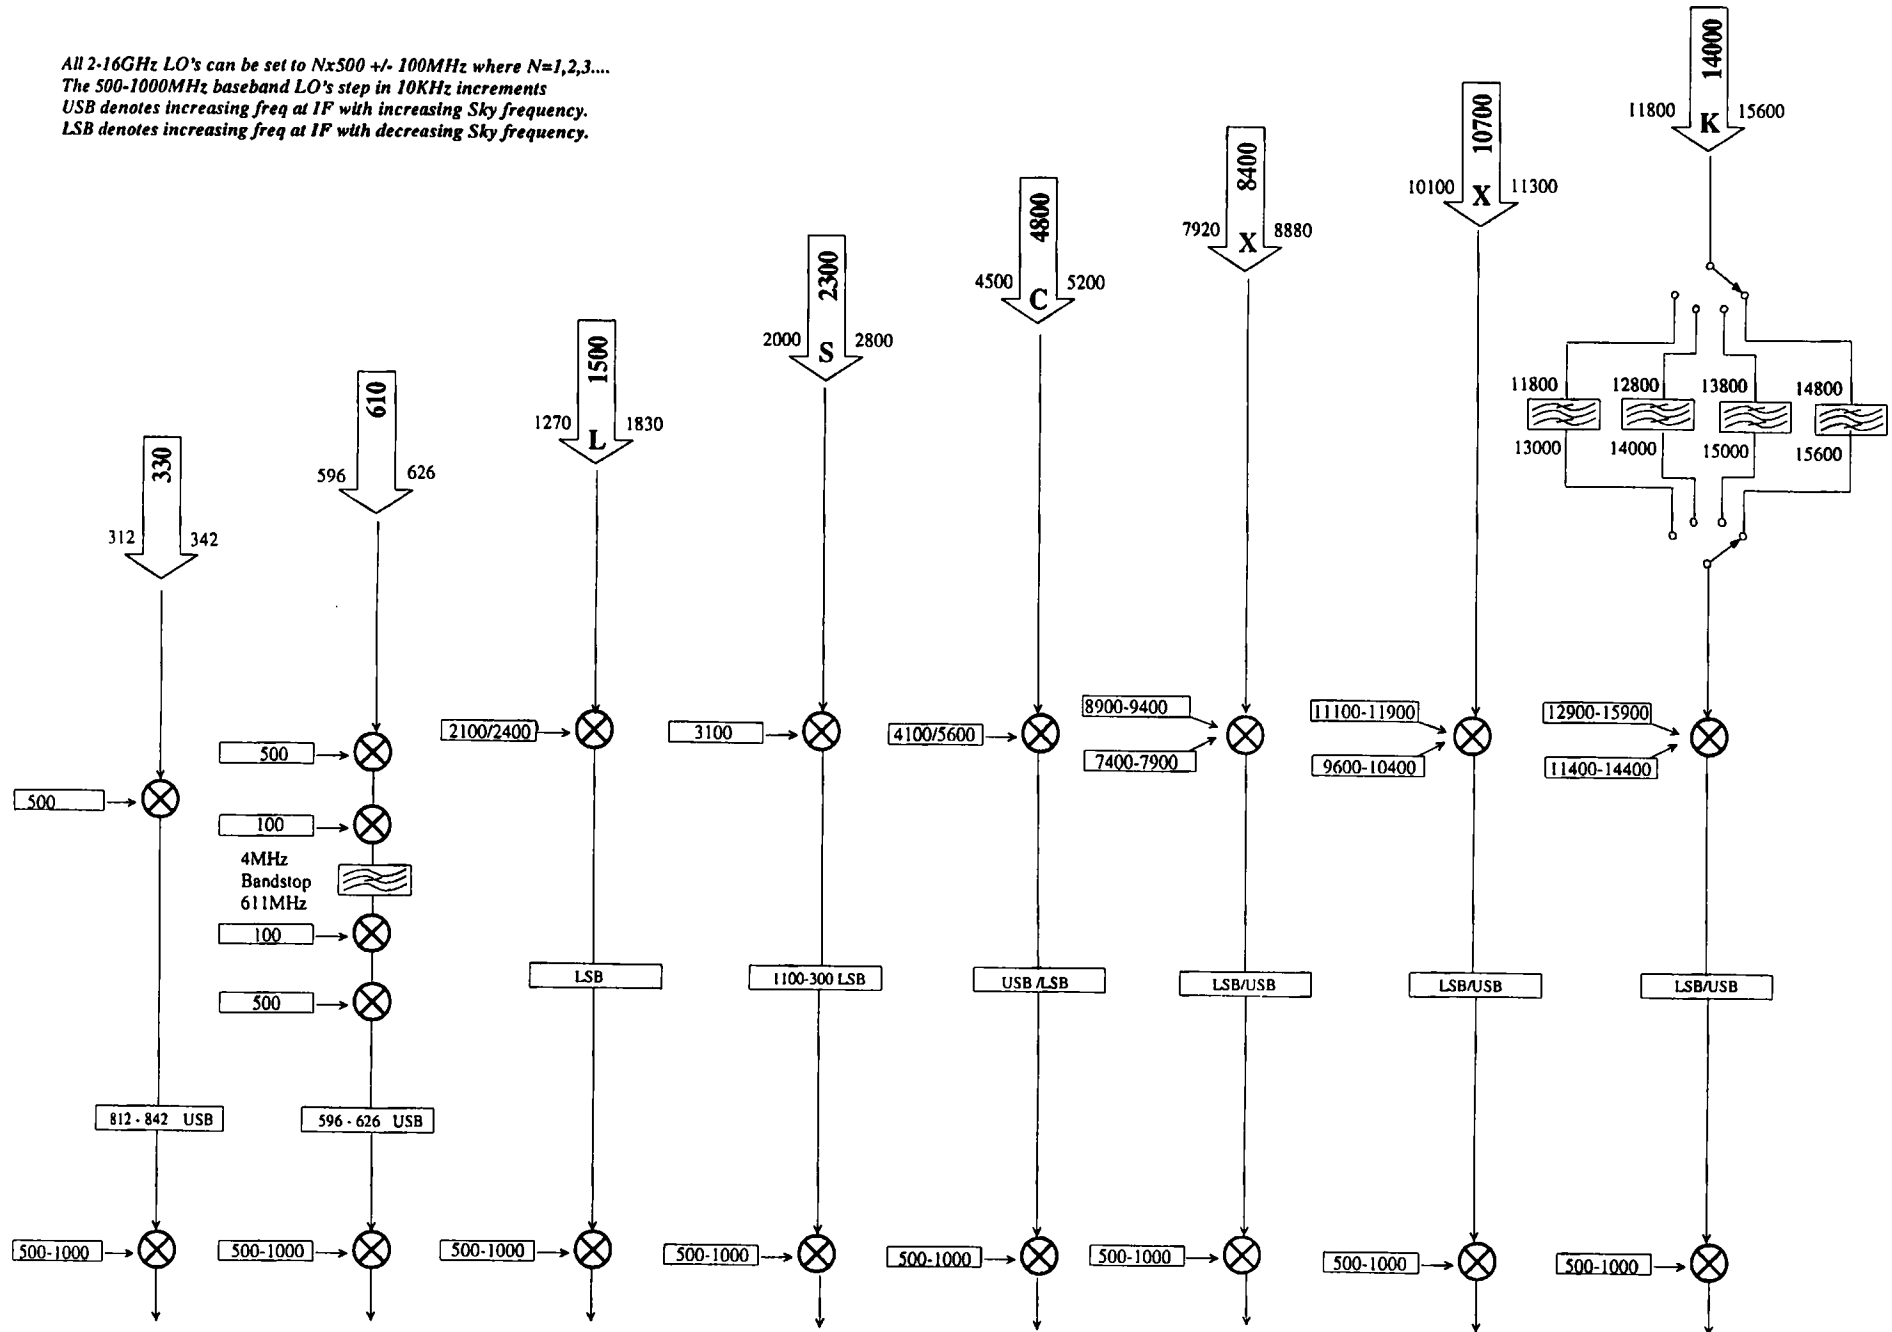 All 2-16GHz LO's can be set to Nx500 +/- 100MHz where N=1,2,3....
The 500-1000MHz baseband LO's step in 10KHz increments
USB denotes increasing freq at IF with increasing Sky frequency.
LSB denotes increasing freq at IF with decreasing Sky frequency.
330
312
342
500
812 - 842 USB
500-1000
610
596
626
500
100
4MHz
Bandstop
611MHz
100
500
596 - 626 USB
500-1000
1500
1270
L
1830
2100/2400
LSB
500-1000
2300
2000
S
2800
3100
1100-300 LSB
500-1000
4800
4500
C
5200
4100/5600
USB /LSB
500-1000
8400
7920
X
8880
8900-9400
7400-7900
LSB/USB
500-1000
10700
10100
X
11300
11100-11900
9600-10400
LSB/USB
500-1000
14000
11800
K
15600
11800
12800
13800
14800
13000
14000
15000
15600
12900-15900
11400-14400
LSB/USB
500-1000